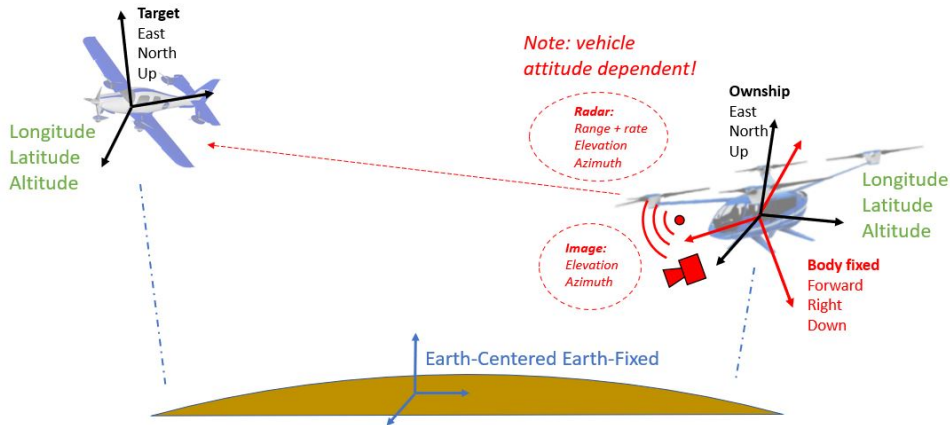 Target
East
North
Up
Longitude
Latitude
Altitude
Note: vehicle
attitude dependent!
Radar:
Range + rate
Elevation
Azimuth
Ownship
East
North
Up
Longitude
Latitude
Altitude
Image:
Elevation
Azimuth
Body fixed
Forward
Right
Down
Earth-Centered Earth-Fixed